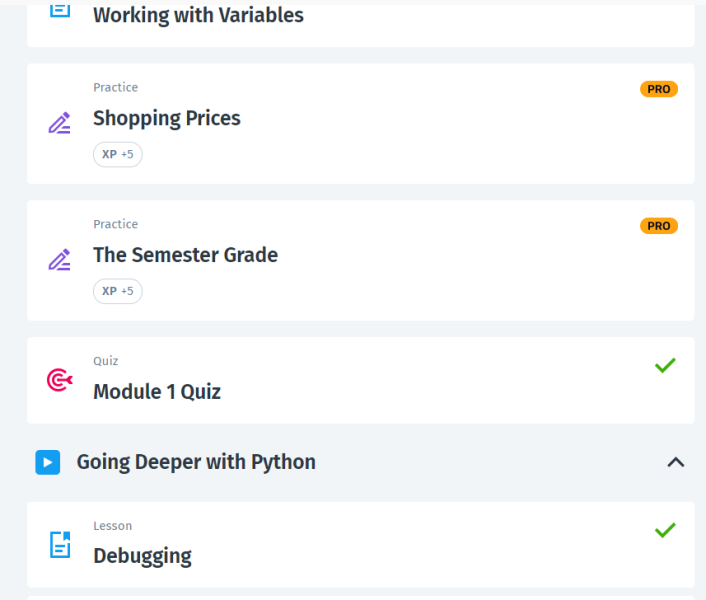 Working with Variables
Practice
PRO
Shopping Prices
XP +5
Practice
PRO
The Semester Grade
XP +5
Quiz
Module 1 Quiz
Going Deeper with Python
Lesson
Debugging